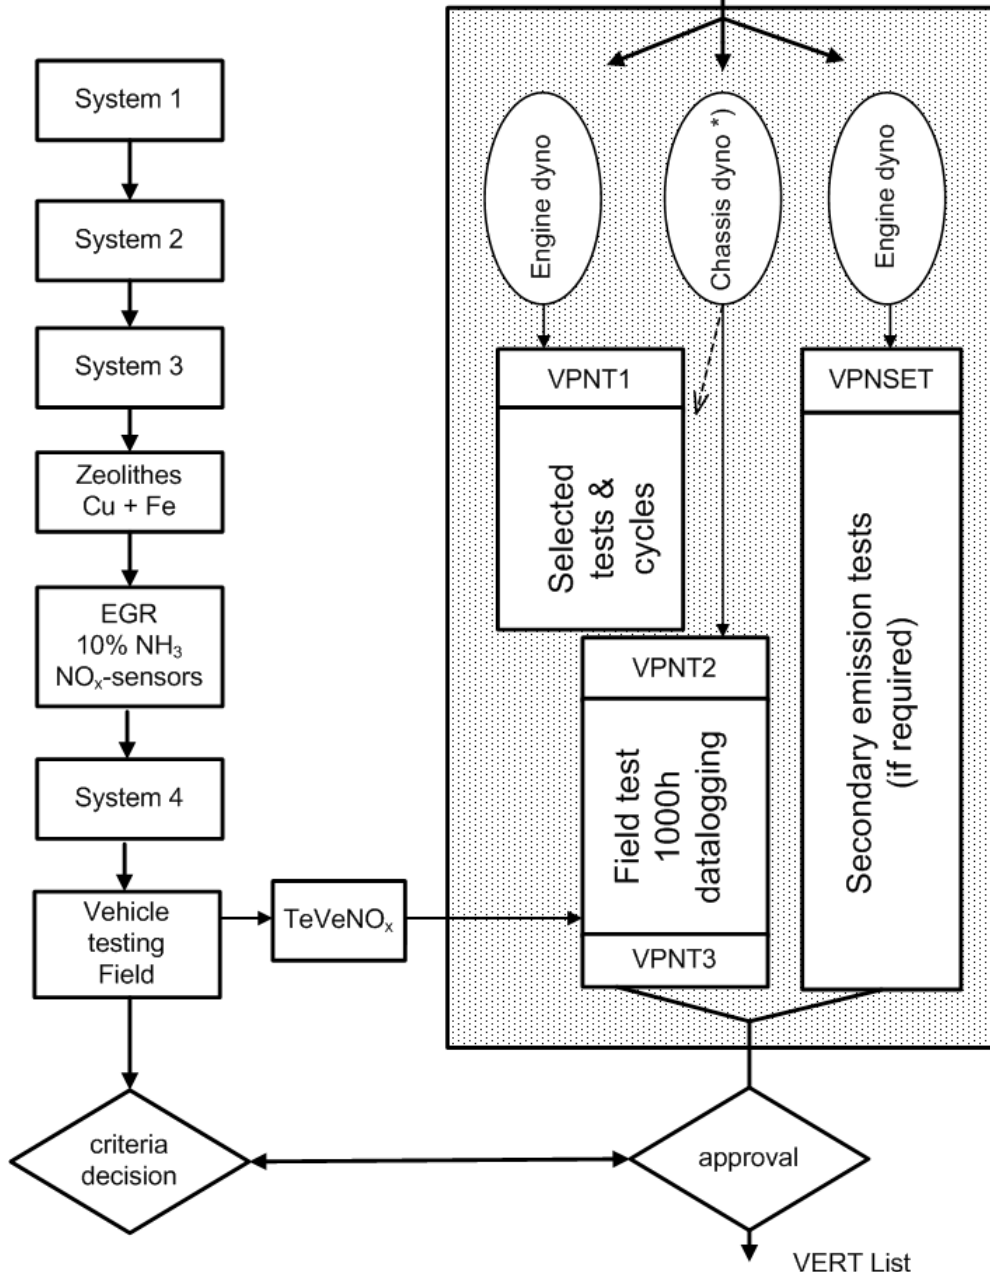 System 1
System 2
System 3
Zeolithes
Cu + Fe
EGR
10% NH₃
NOₓ-sensors
System 4
Vehicle
testing
Field
TeVeNOₓ
criteria
decision
Engine dyno
Chassis dyno *)
Engine dyno
VPNT1
Selected
tests &
cycles
VPNT2
Field test
1000h
datalogging
VPNT3
VPNSET
Secondary emission tests
(if required)
approval
VERT List